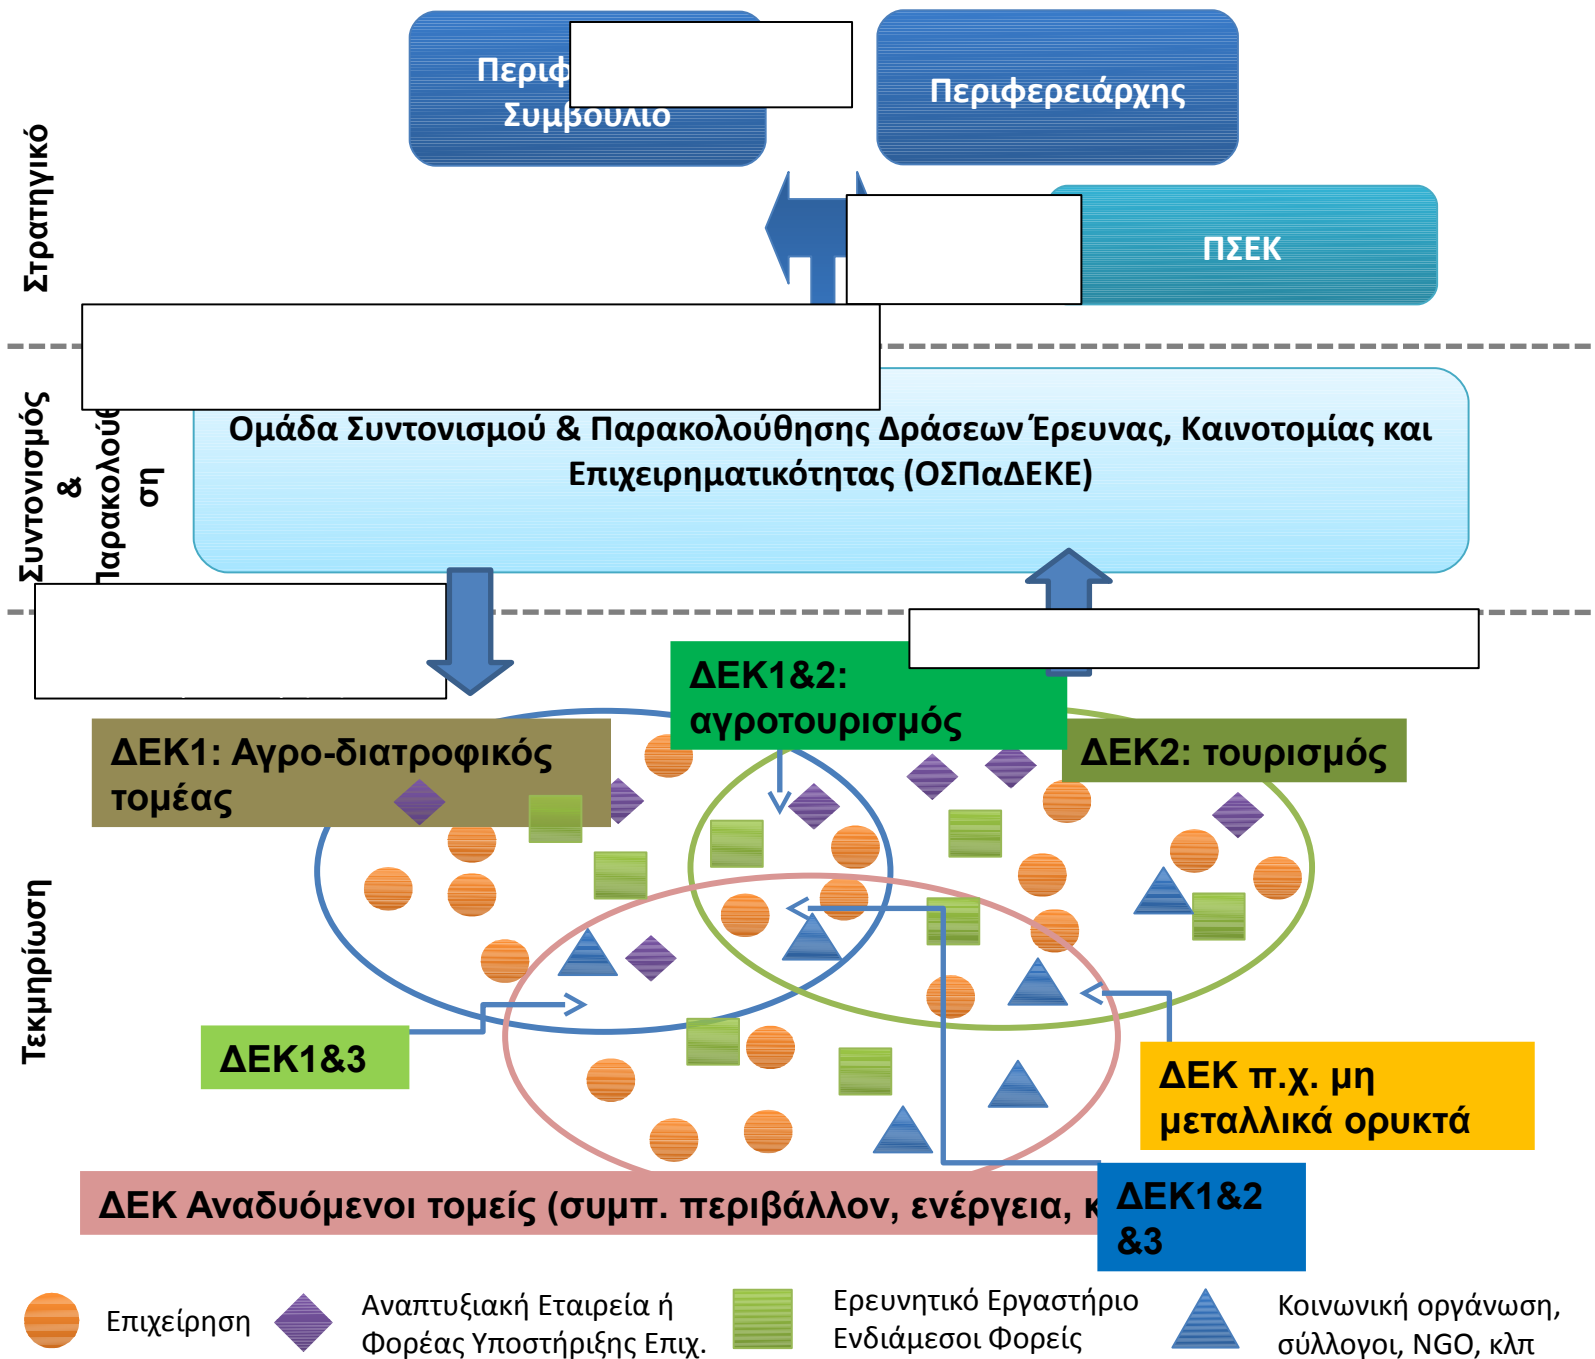 Συμβούλιο
Περιφερειάρχης
Στρατηγικό
ΠΣΕΚ
Συντονισμός
&
ση
Ομάδα Συντονισμού & Παρακολούθησης Δράσεων Έρευνας, Καινοτομίας και
Επιχειρηματικότητας (ΟΣΠαΔΕΚΕ)
ΔΕΚ1&2:
αγροτουρισμός
ΔΕΚ1: Αγρο-διατροφικός
τομέας
ΔΕΚ2: τουρισμός
Τεκμηρίωση
ΔΕΚ1&3
ΔΕΚ π.χ. μη
μεταλλικά ορυκτά
ΔΕΚ Αναδυόμενοι τομείς (συμπ. περιβάλλον, ενέργεια,
ΔΕΚ1&2
&3
Επιχείρηση
Αναπτυξιακή Εταιρεία ή
Φορέας Υποστήριξης Επιχ.
Ερευνητικό Εργαστήριο
Ενδιάμεσοι Φορείς
Κοινωνική οργάνωση,
σύλλογοι, NGO, κλπ